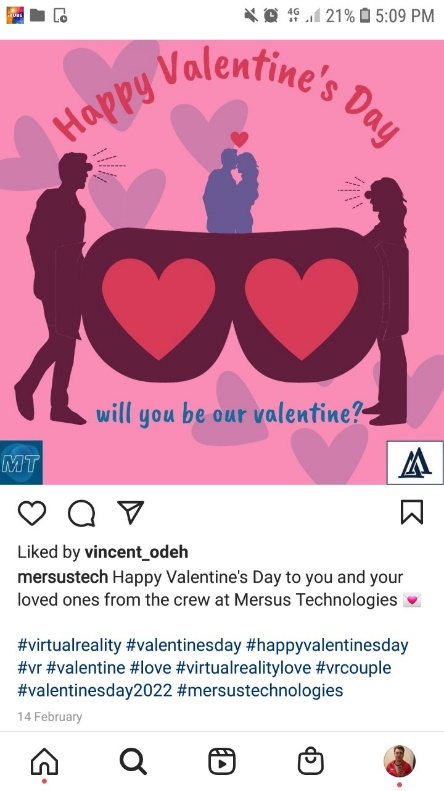 4G 21% 5:09 PM
Happy Valentine's Day
will you be our valentine?
MT
Liked by vincent_odeh
mersustech Happy Valentine's Day to you and your
loved ones from the crew at Mersus Technologies 💌
#virtualreality #valentinesday #happyvalentinesday
#vr #valentine #love #virtualrealitylove #vrcouple
#valentinesday2022 #mersustechnologies
14 February